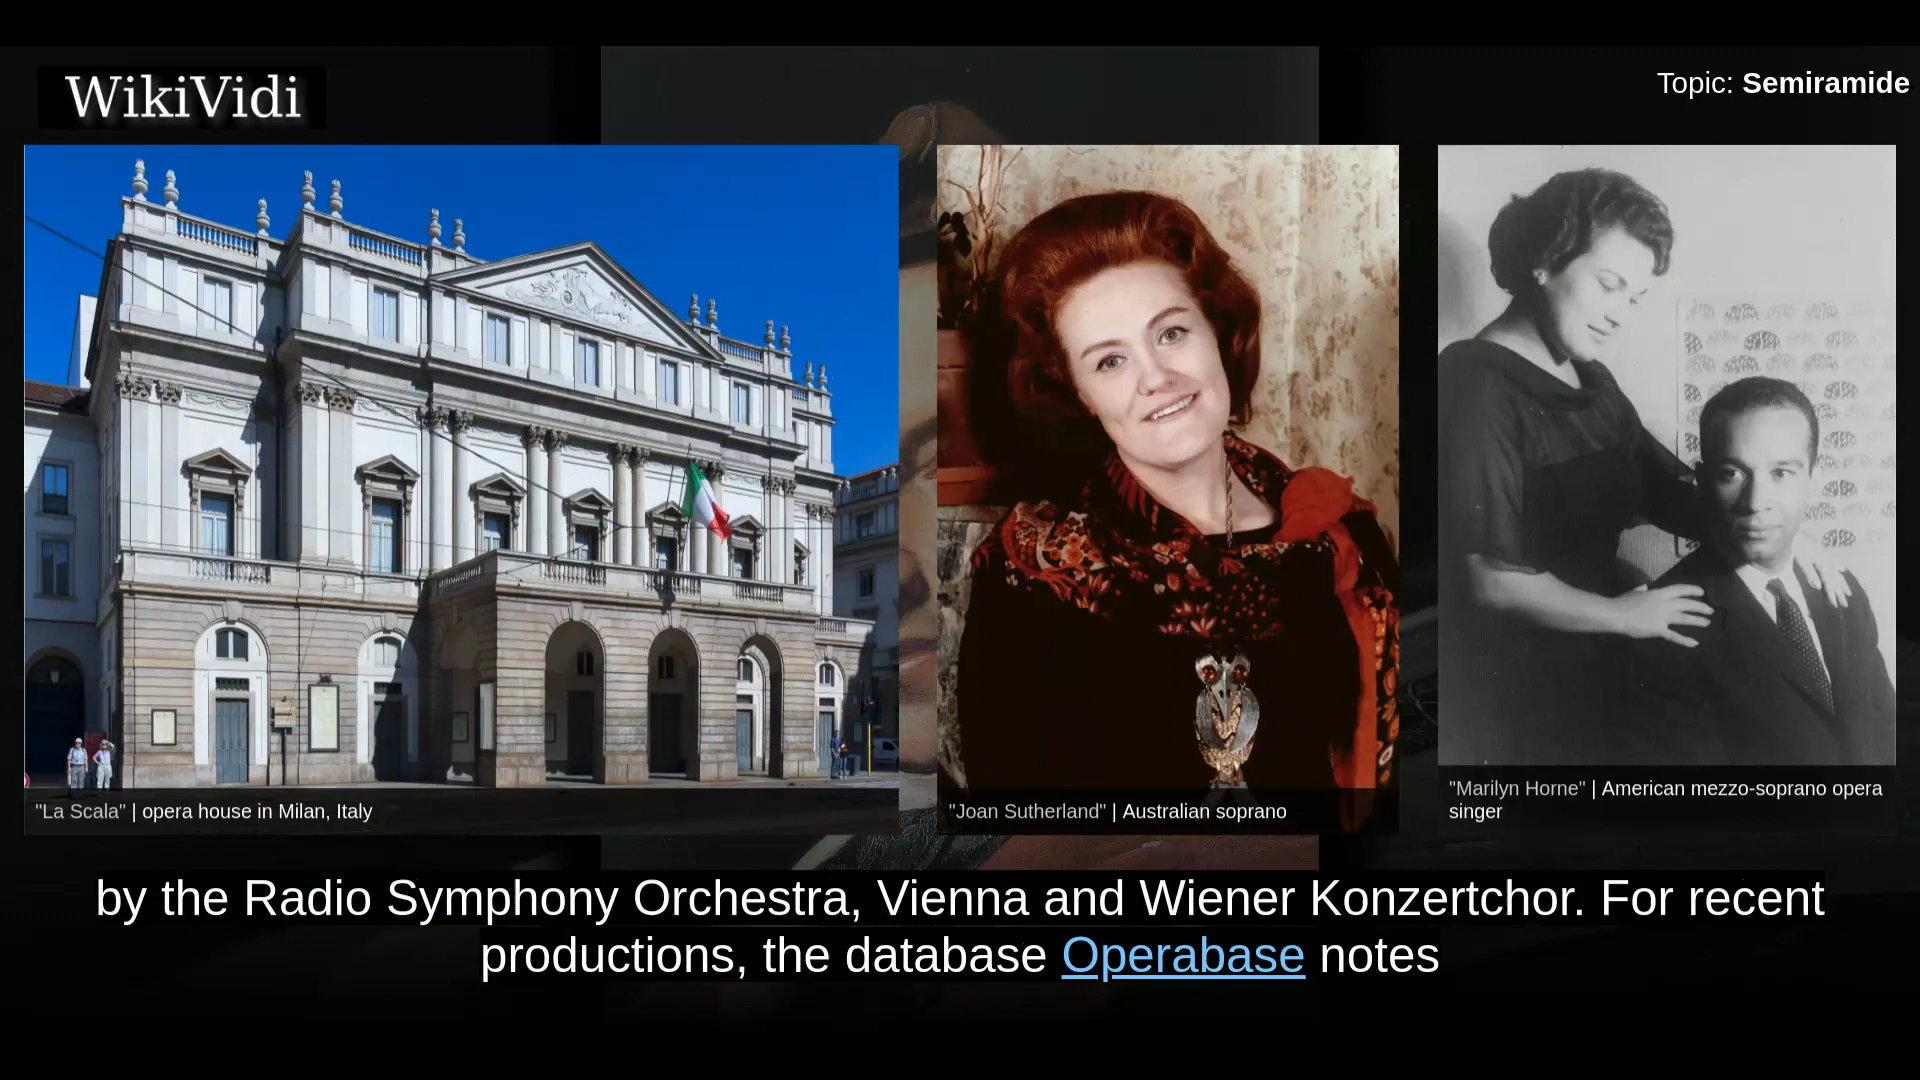 WikiVidi
Topic: Semiramide
"La Scala" | opera house in Milan, Italy
"Joan Sutherland" | Australian soprano
"Marilyn Horne" | American mezzo-soprano opera
singer
by the Radio Symphony Orchestra, Vienna and Wiener Konzertchor. For recent
productions, the database Operabase notes